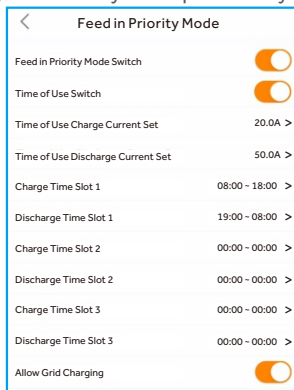 Feed in Priority Mode
Feed in Priority Mode Switch
Time of Use Switch
Time of Use Charge Current Set 20.0A >
Time of Use Discharge Current Set 50.0A >
Charge Time Slot 1 08:00 ~ 18:00 >
Discharge Time Slot 1 19:00 ~ 08:00 >
Charge Time Slot 2 00:00 ~ 00:00 >
Discharge Time Slot 2 00:00 ~ 00:00 >
Charge Time Slot 3 00:00 ~ 00:00 >
Discharge Time Slot 3 00:00 ~ 00:00 >
Allow Grid Charging